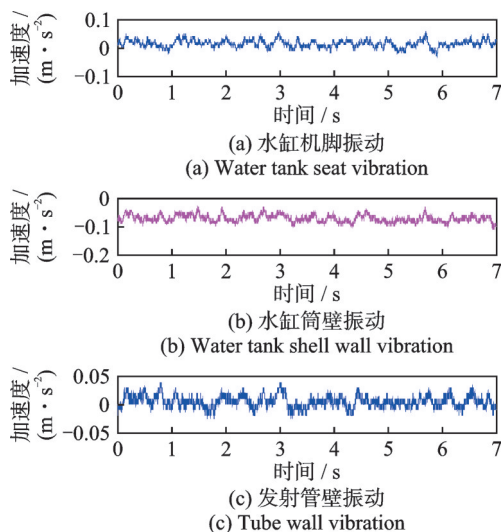 加速度 /
(m・s⁻²)
0.1
0
−0.1
0 1 2 3 4 5 6 7
时间 / s
(a) 水缸机脚振动
(a) Water tank seat vibration
加速度 /
(m・s⁻²)
0
−0.1
−0.2
0 1 2 3 4 5 6 7
时间 / s
(b) 水缸筒壁振动
(b) Water tank shell wall vibration
加速度 /
(m・s⁻²)
0.05
0
−0.05
0 1 2 3 4 5 6 7
时间 / s
(c) 发射管壁振动
(c) Tube wall vibration